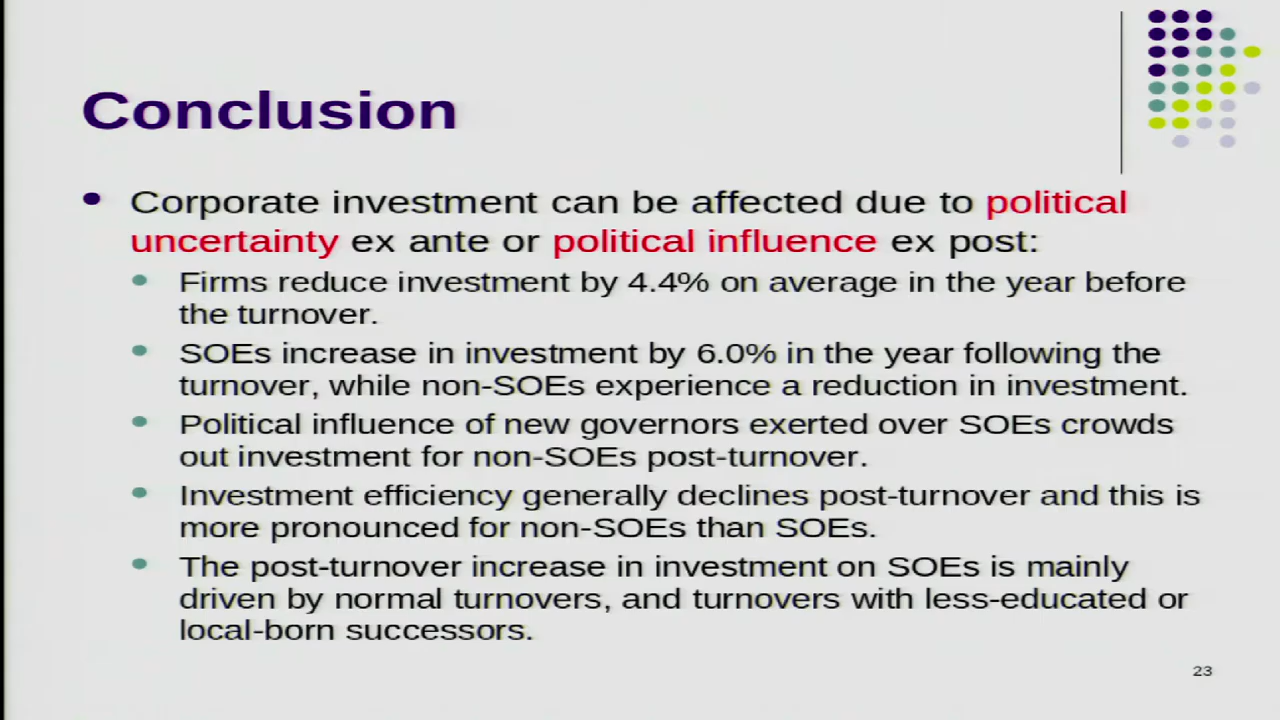 Conclusion
Corporate investment can be affected due to political
uncertainty ex ante or political influence ex post:
Firms reduce investment by 4.4% on average in the year before
the turnover.
SOEs increase in investment by 6.0% in the year following the
turnover, while non-SOEs experience a reduction in investment.
Political influence of new governors exerted over SOEs crowds
out investment for non-SOEs post-turnover.
Investment efficiency generally declines post-turnover and this is
more pronounced for non-SOEs than SOEs.
The post-turnover increase in investment on SOEs is mainly
driven by normal turnovers, and turnovers with less-educated or
local-born successors.
23